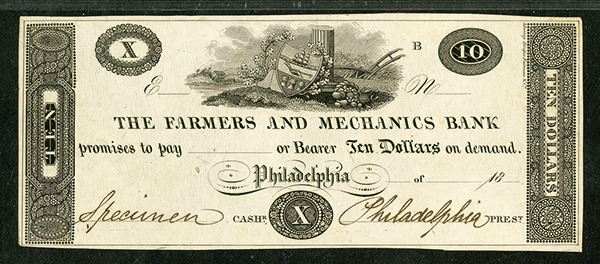 X B 10
E No
THE FARMERS AND MECHANICS BANK
promises to pay or Bearer Ten Dollars on demand.
Philadelphia of 18
Specimen CASHR. X Philadelphia PREST.
TEN DOLLARS